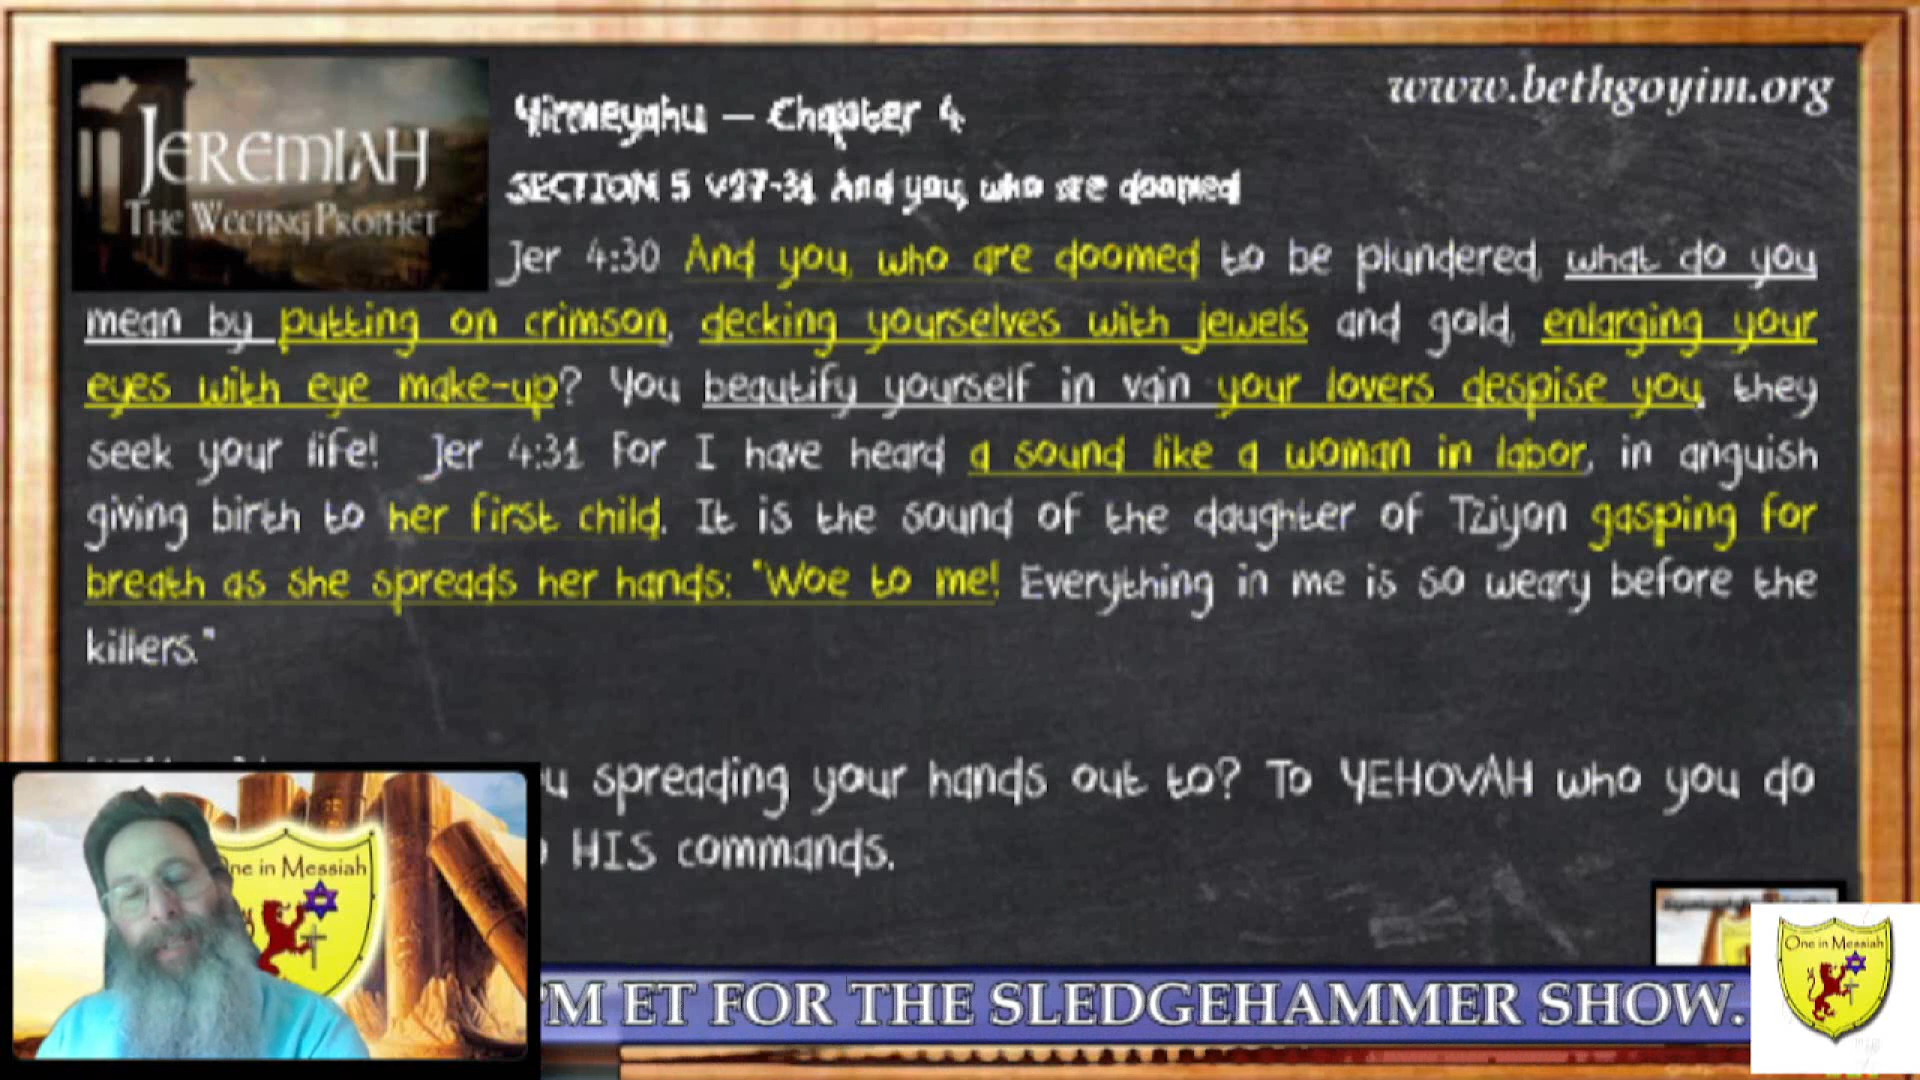 www.bethgoyim.org
JEREMIAH
THE WEEPING PROPHET
Yirmeyahu – Chapter 4
SECTION 5 v27-31 And you, who are doomed
Jer 4:30 And you, who are doomed to be plundered, what do you
mean by putting on crimson, decking yourselves with jewels and gold, enlarging your
eyes with eye make-up? You beautify yourself in vain your lovers despise you, they
seek your life! Jer 4:31 For I have heard a sound like a woman in labor, in anguish
giving birth to her first child. It is the sound of the daughter of Tziyon gasping for
breath as she spreads her hands: "Woe to me! Everything in me is so weary before the
killers."
spreading your hands out to? To YEHOVAH who you do
HIS commands.
One in Messiah
PM ET FOR THE SLEDGEHAMMER SHOW.
One in Messiah